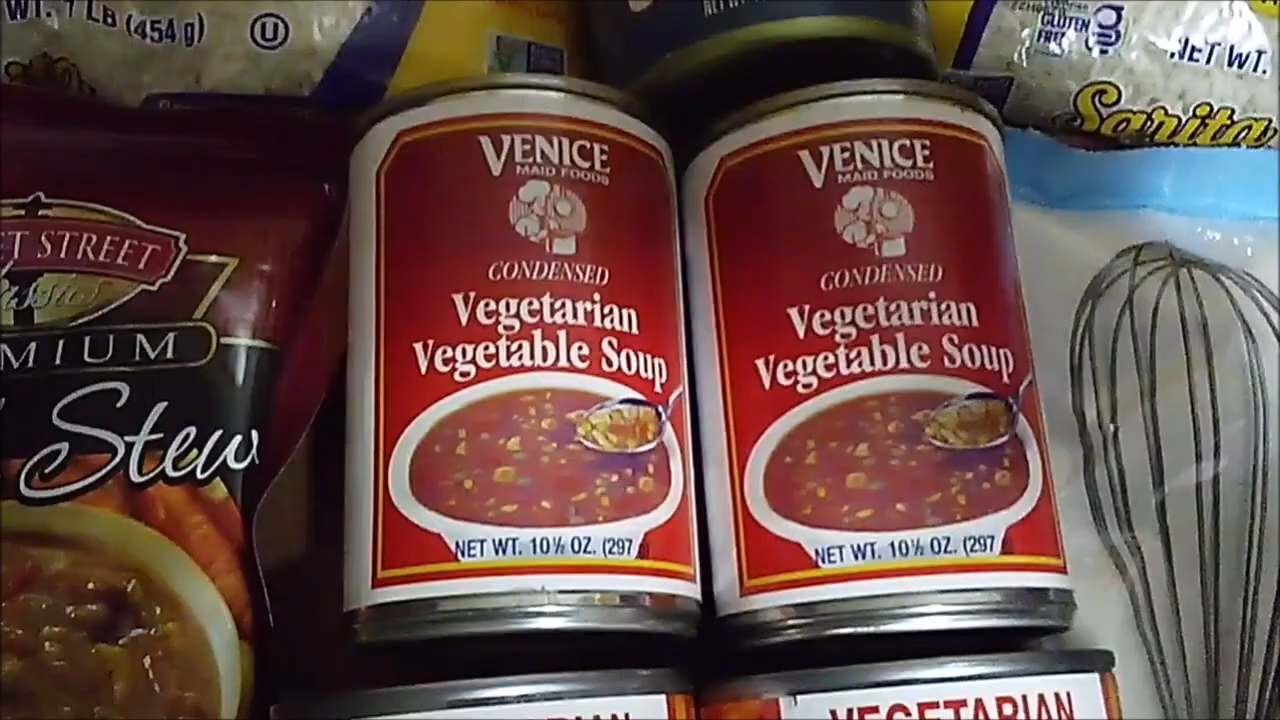 WT. 1 LB (454 g)
U
GLUTEN
FREE
NET WT.
Sarita
T STREET
MIUM
Stew
VENICE
MAID FOODS
CONDENSED
Vegetarian
Vegetable Soup
NET WT. 10½ OZ. (297
VENICE
MAID FOODS
CONDENSED
Vegetarian
Vegetable Soup
NET WT. 10½ OZ. (297
VEGETARIAN